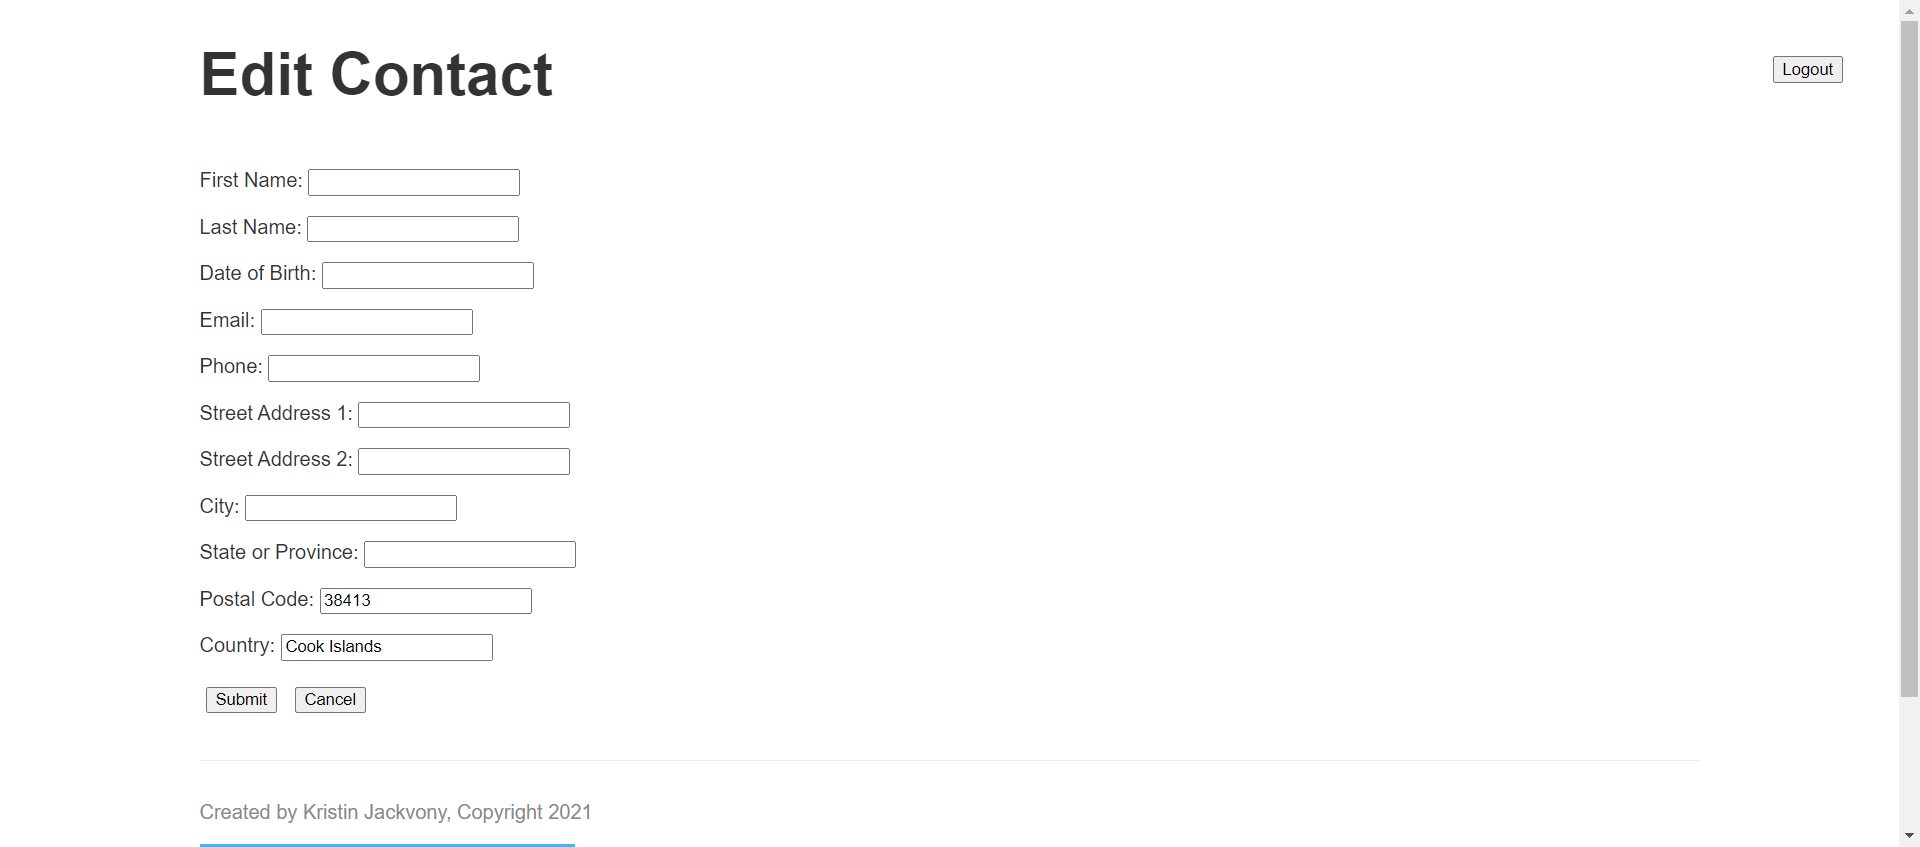 Edit Contact
Logout
First Name:
Last Name:
Date of Birth:
Email:
Phone:
Street Address 1:
Street Address 2:
City:
State or Province:
Postal Code: 38413
Country: Cook Islands
Submit Cancel
Created by Kristin Jackvony, Copyright 2021